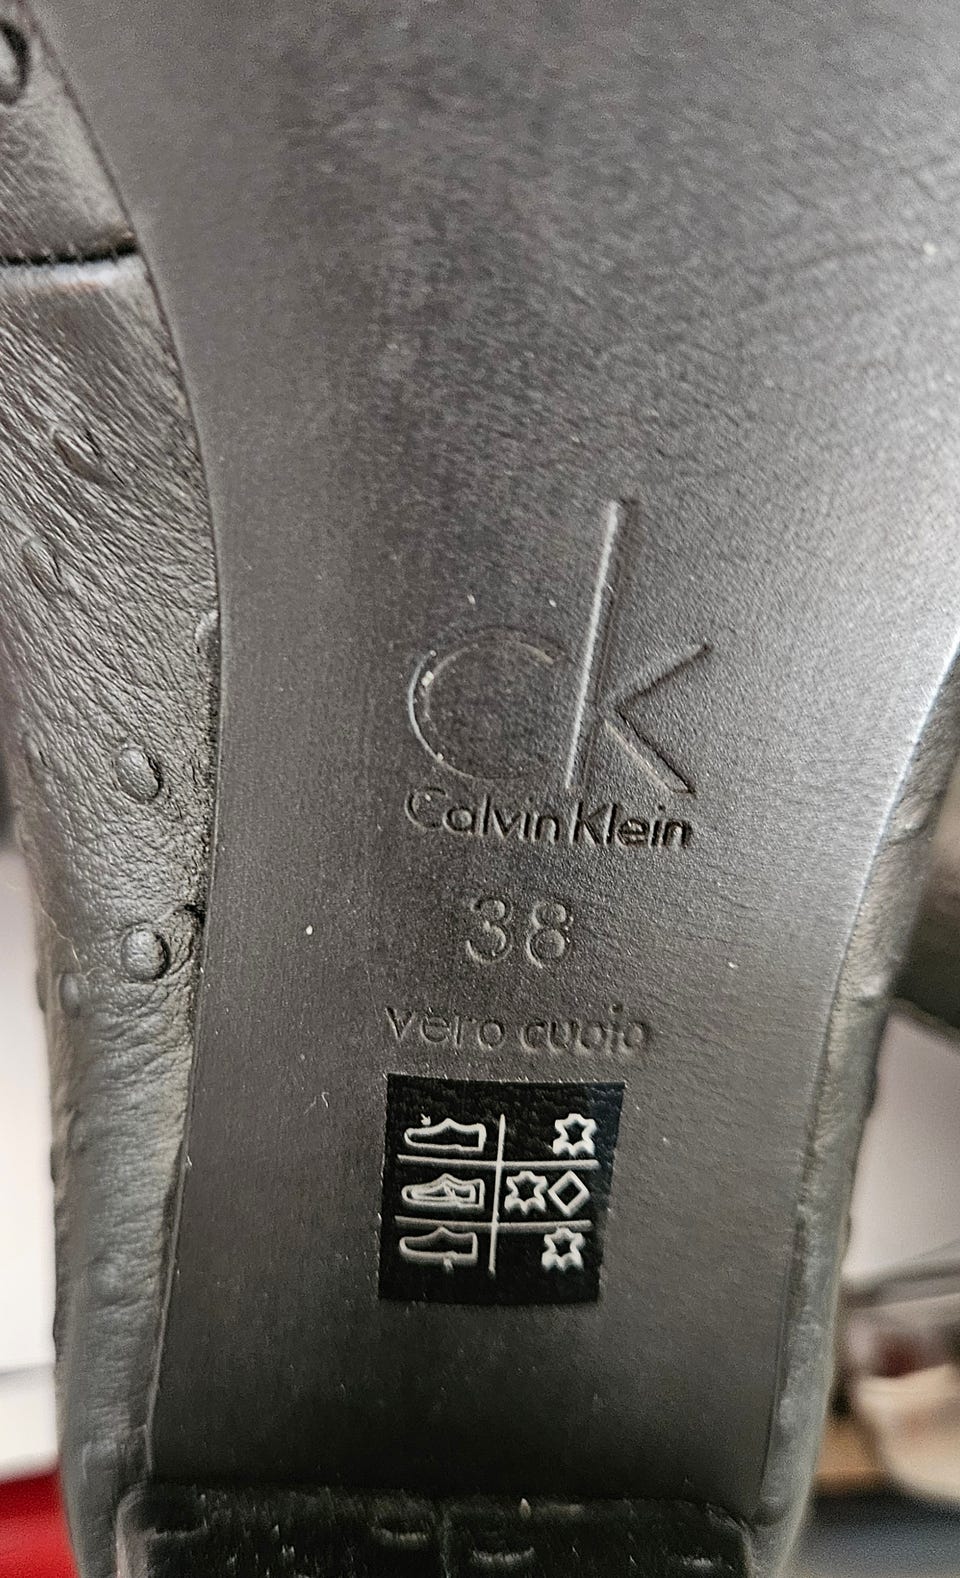 ck
Calvin Klein
38
vero cuoio